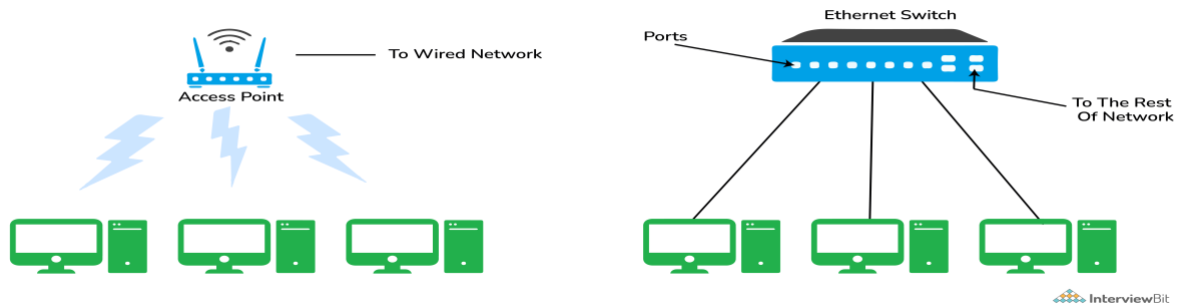 To Wired Network
Access Point
Ethernet Switch
Ports
To The Rest
Of Network
InterviewBit